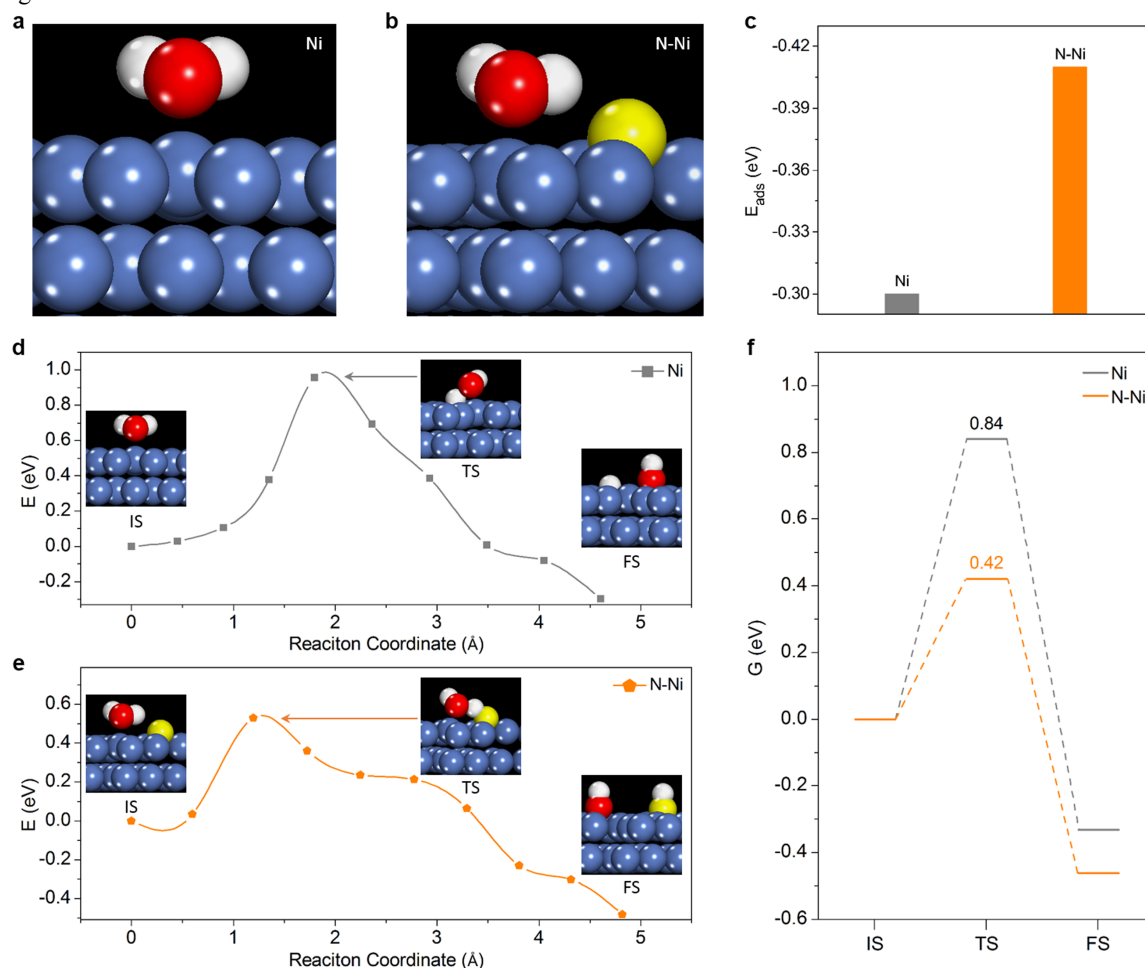 a
Ni
b
N-Ni
c
-0.42
-0.39
-0.36
-0.33
-0.30
E_ads (eV)
Ni
N-Ni
d
1.0
0.8
0.6
0.4
0.2
0.0
-0.2
E (eV)
IS
TS
FS
Ni
0 1 2 3 4 5
Reaciton Coordinate (Å)
e
0.6
0.4
0.2
0.0
-0.2
-0.4
E (eV)
IS
TS
FS
N-Ni
0 1 2 3 4 5
Reaciton Coordinate (Å)
f
1.0
0.8
0.6
0.4
0.2
0.0
-0.2
-0.4
-0.6
G (eV)
Ni
N-Ni
0.84
0.42
IS TS FS